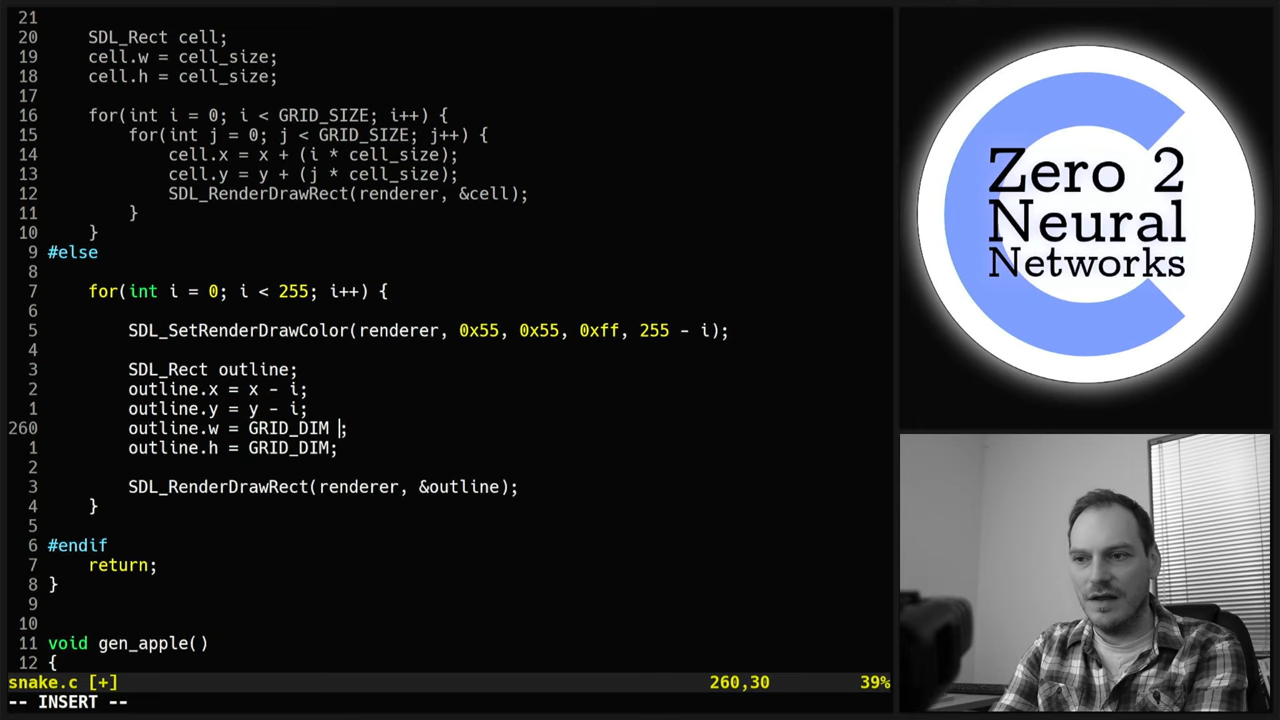 21
20 SDL_Rect cell;
19 cell.w = cell_size;
18 cell.h = cell_size;
17
16 for(int i = 0; i < GRID_SIZE; i++) {
15 for(int j = 0; j < GRID_SIZE; j++) {
14 cell.x = x + (i * cell_size);
13 cell.y = y + (j * cell_size);
12 SDL_RenderDrawRect(renderer, &cell);
11 }
10 }
9 #else
8
7 for(int i = 0; i < 255; i++) {
6
5 SDL_SetRenderDrawColor(renderer, 0x55, 0x55, 0xff, 255 - i);
4
3 SDL_Rect outline;
2 outline.x = x - i;
1 outline.y = y - i;
260 outline.w = GRID_DIM ;
1 outline.h = GRID_DIM;
2
3 SDL_RenderDrawRect(renderer, &outline);
4 }
5
6 #endif
7 return;
8 }
9
10
11 void gen_apple()
12 {
snake.c [+] 260,30 39%
-- INSERT --
Zero 2
Neural
Networks